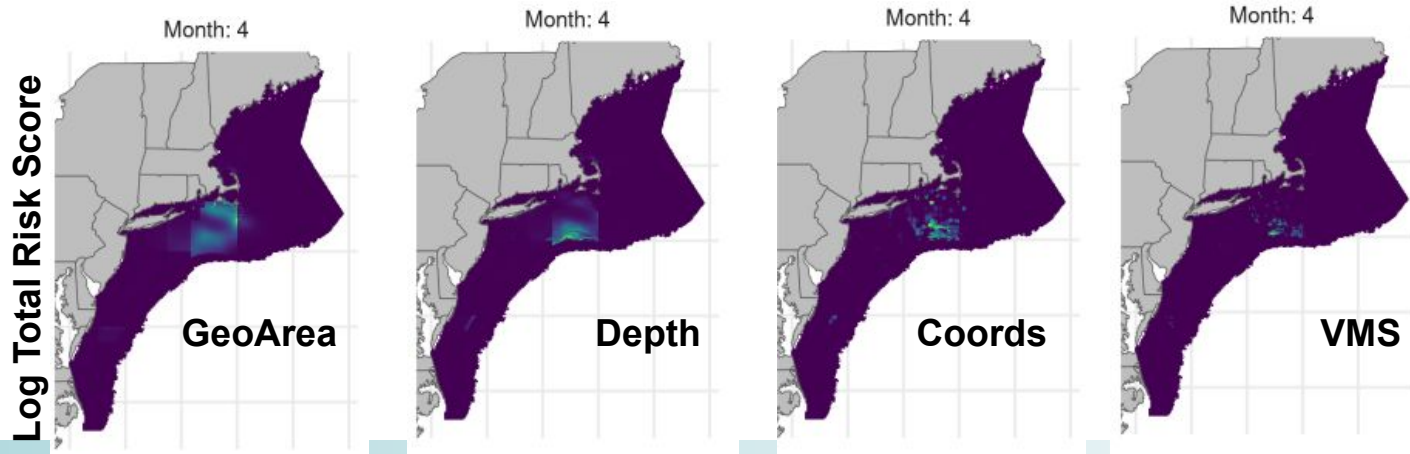 Log Total Risk Score
Month: 4
GeoArea
Month: 4
Depth
Month: 4
Coords
Month: 4
VMS